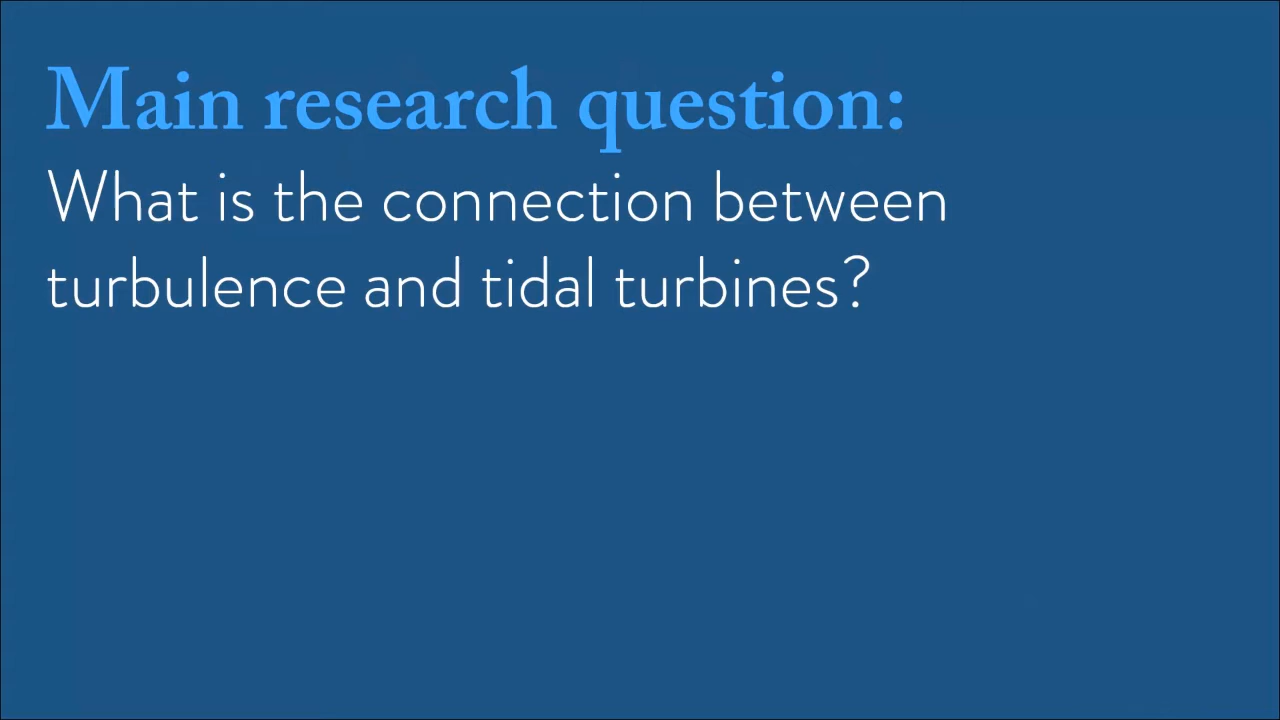 Main research question:
What is the connection between
turbulence and tidal turbines?